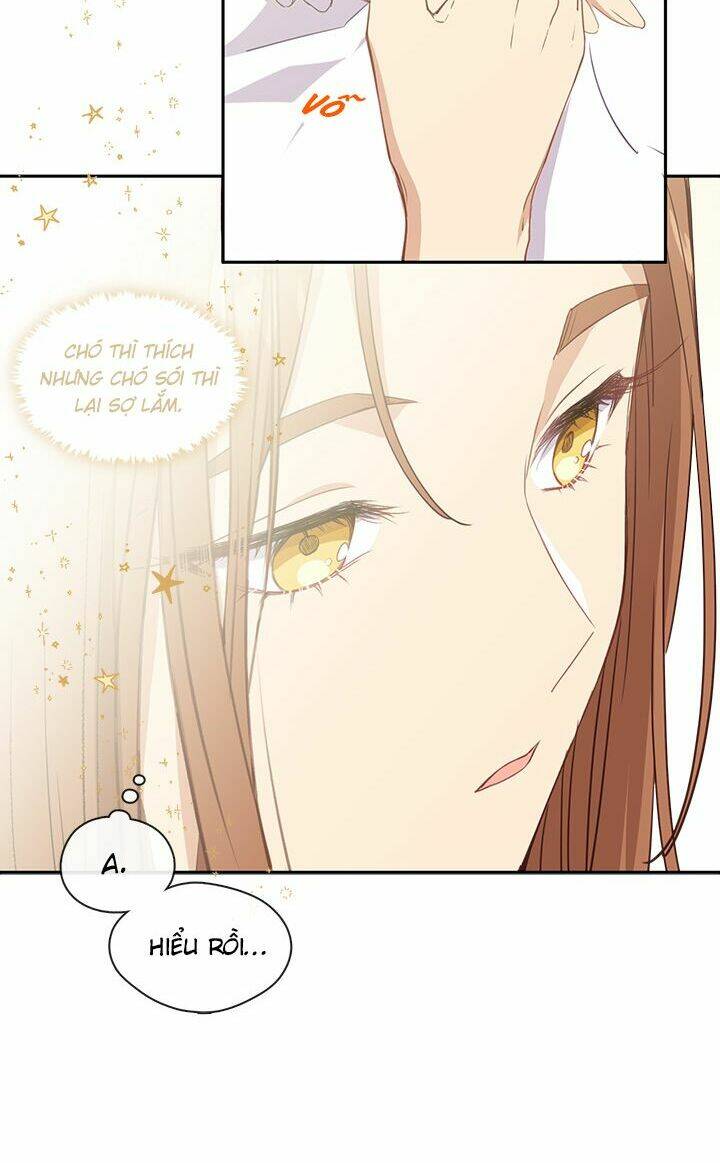 VỖ
CHÓ THÌ THÍCH
NHƯNG CHÓ SÓI THÌ
LẠI SỢ LẮM.
A.
HIỂU RỒI...